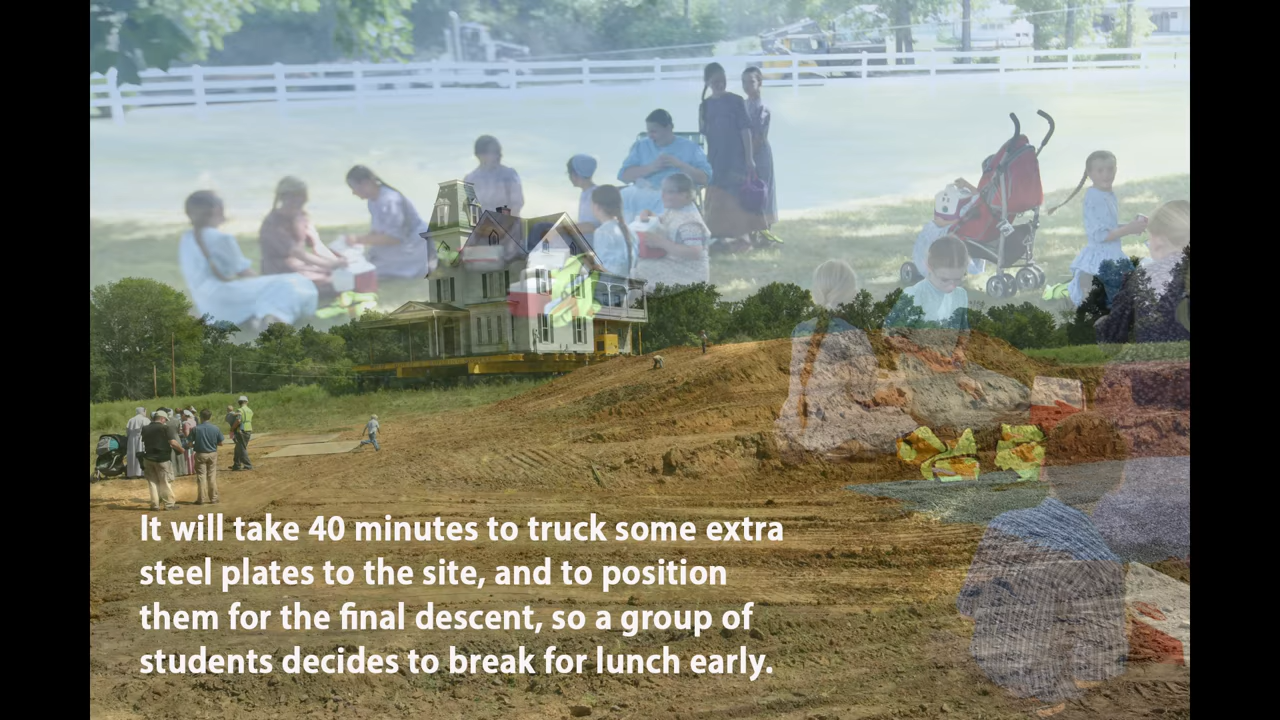 It will take 40 minutes to truck some extra
steel plates to the site, and to position
them for the final descent, so a group of
students decides to break for lunch early.